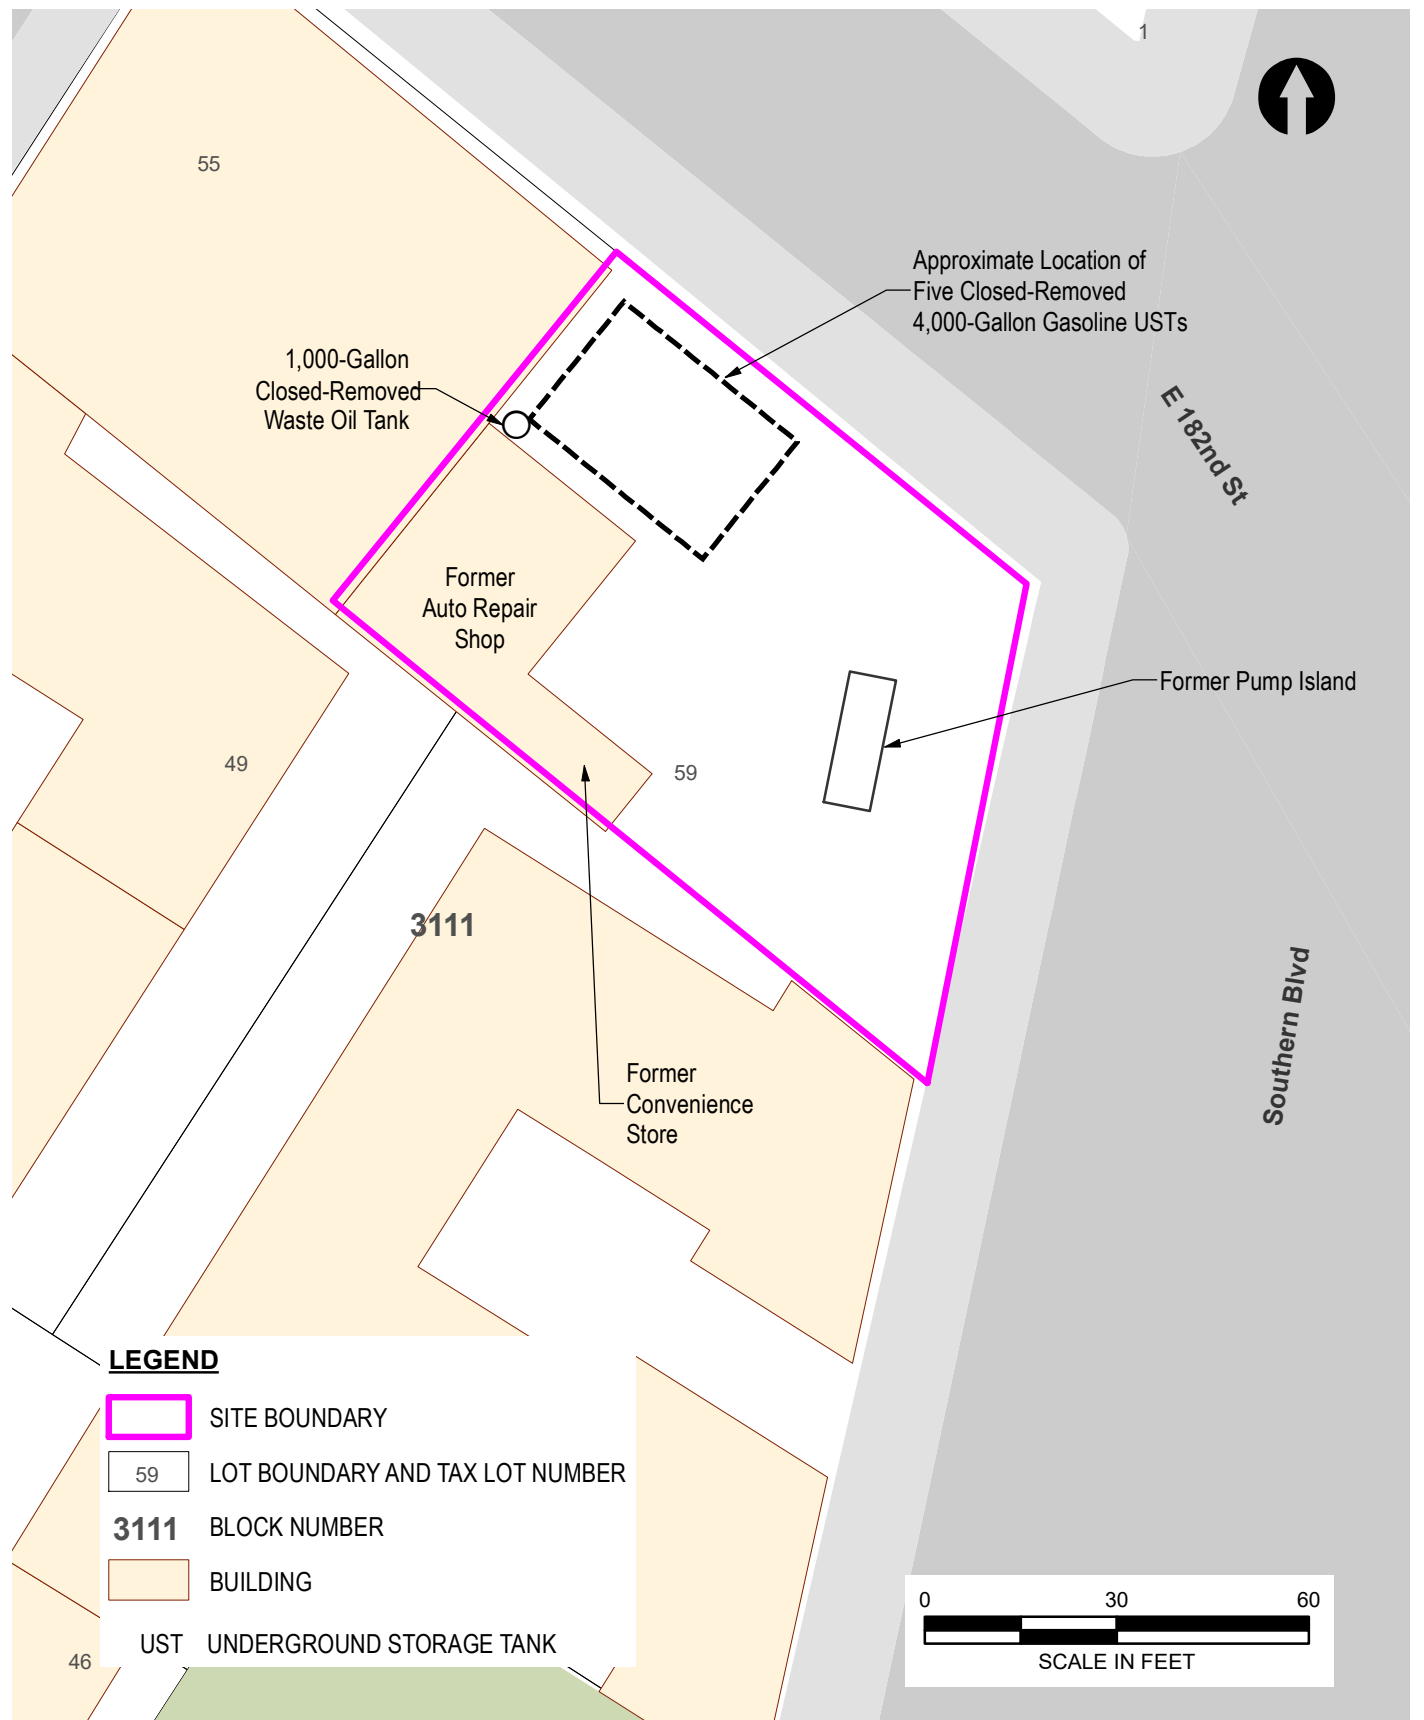 1
55
Approximate Location of
Five Closed-Removed
4,000-Gallon Gasoline USTs
1,000-Gallon
Closed-Removed
Waste Oil Tank
E 182nd St
Former
Auto Repair
Shop
Former Pump Island
49
59
3111
Southern Blvd
Former
Convenience
Store
LEGEND
SITE BOUNDARY
59 LOT BOUNDARY AND TAX LOT NUMBER
3111 BLOCK NUMBER
BUILDING
UST UNDERGROUND STORAGE TANK
46
0 30 60
SCALE IN FEET